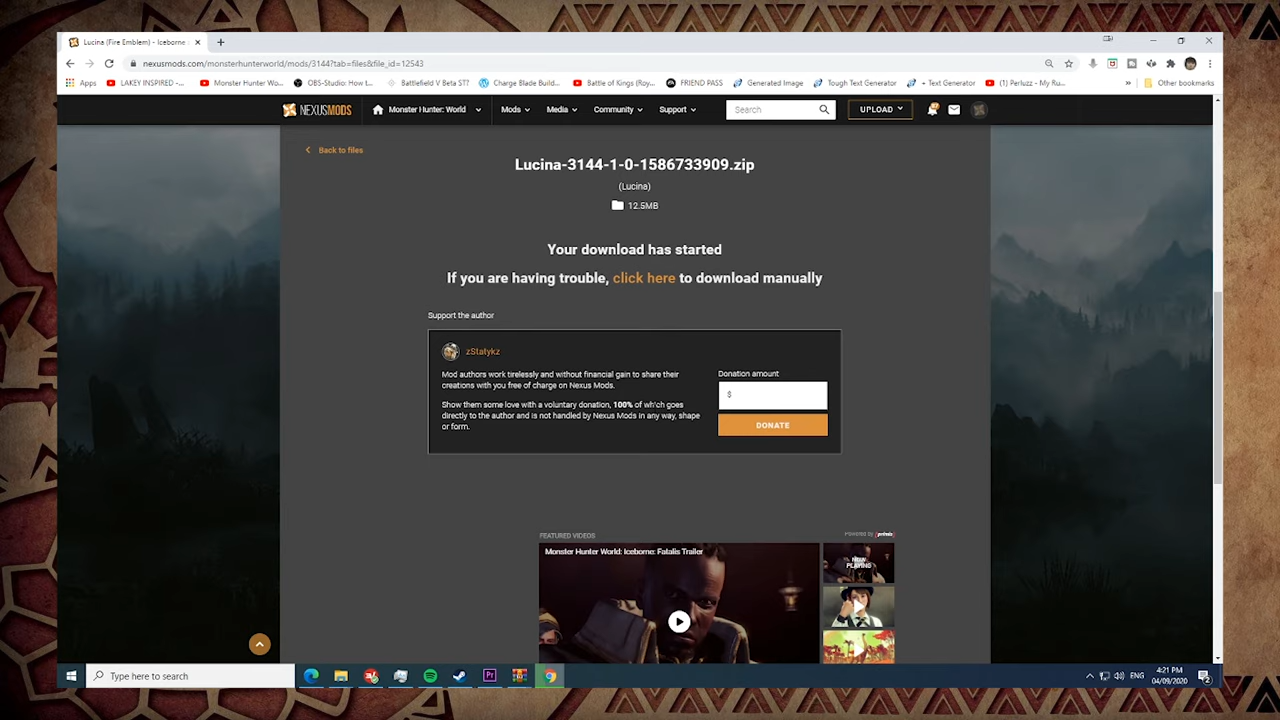 Lucina (Fire Emblem) - Iceborne
nexusmods.com/monsterhunterworld/mods/3144?tab=files&file_id=12543
Apps LAKEY INSPIRED -... Monster Hunter Wo... OBS-Studio: How t... Battlefield V Beta ST? Charge Blade Build... Battle of Kings (Roy... FRIEND PASS Generated Image Tough Text Generator + Text Generator (1) Perluzz - My Ru... » Other bookmarks
NEXUSMODS Monster Hunter: World Mods Media Community Support Search UPLOAD
Back to files
Lucina-3144-1-0-1586733909.zip
(Lucina)
12.5MB
Your download has started
If you are having trouble, click here to download manually
Support the author
zStatykz
Mod authors work tirelessly and without financial gain to share their
creations with you free of charge on Nexus Mods.
Show them some love with a voluntary donation, 100% of which goes
directly to the author and is not handled by Nexus Mods in any way, shape
or form.
Donation amount
$
DONATE
FEATURED VIDEOS
POWERED BY
Monster Hunter World: Iceborne: Fatalis Trailer
NOW
PLAYING
Type here to search
ENG
4:21 PM
04/09/2020
2